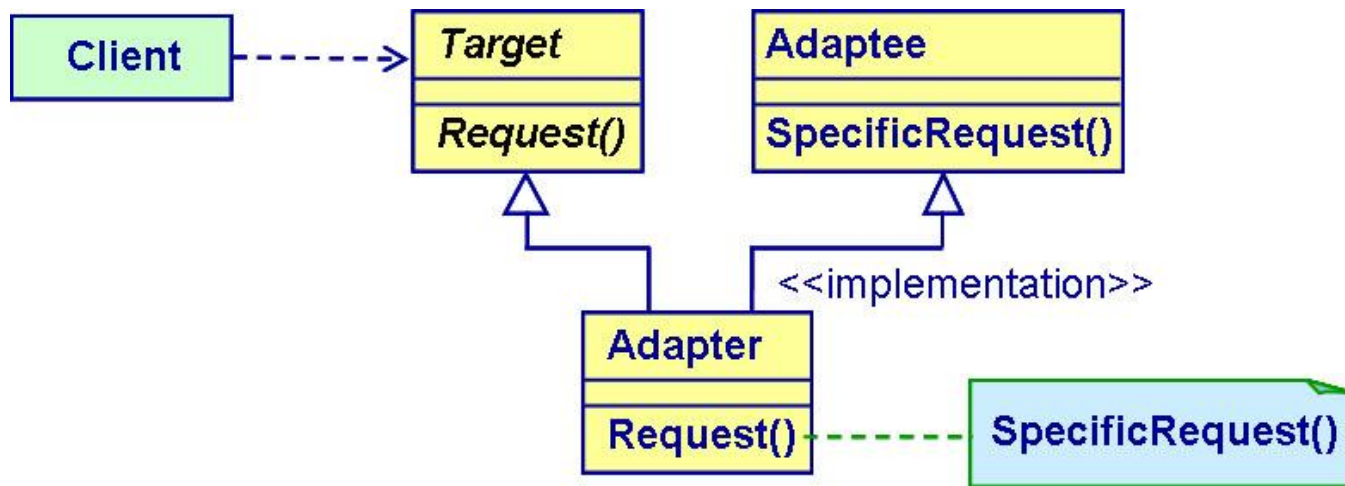 Client
Target
Request()
Adaptee
SpecificRequest()
<<implementation>>
Adapter
Request()
SpecificRequest()